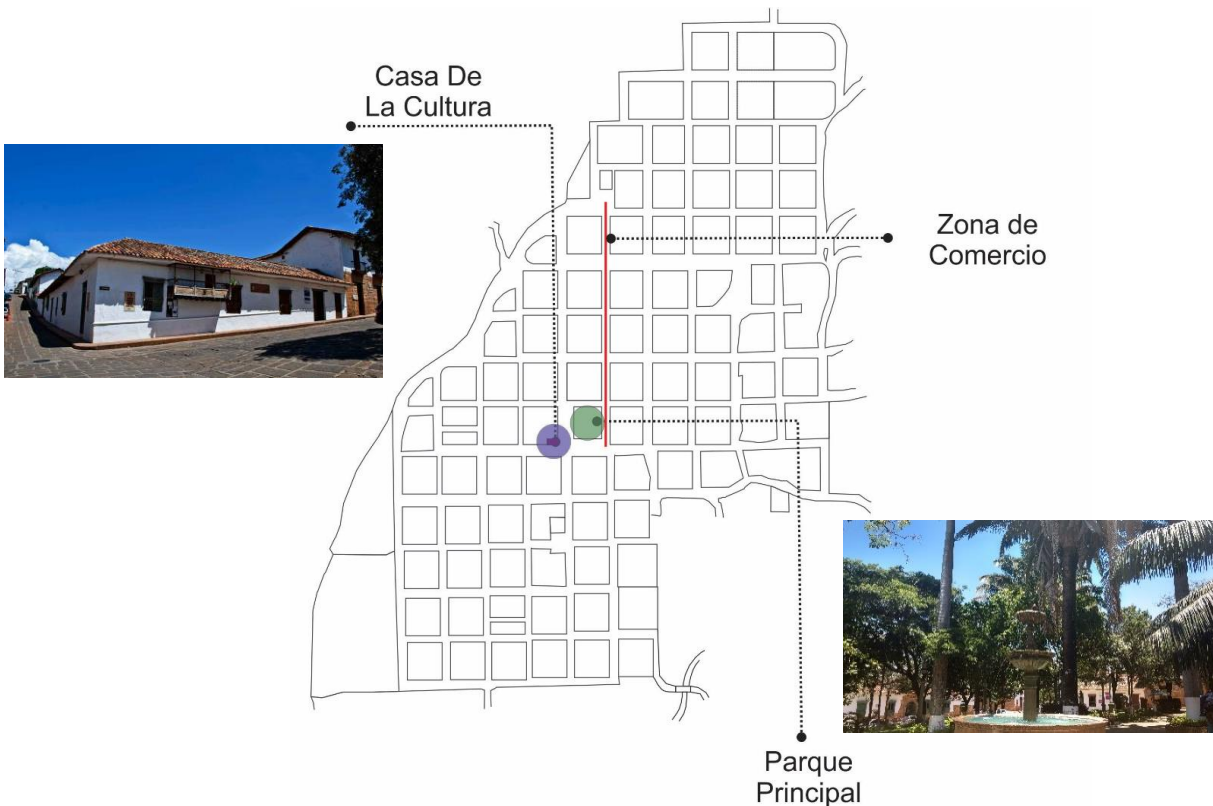 Casa De
La Cultura
Zona de
Comercio
Parque
Principal